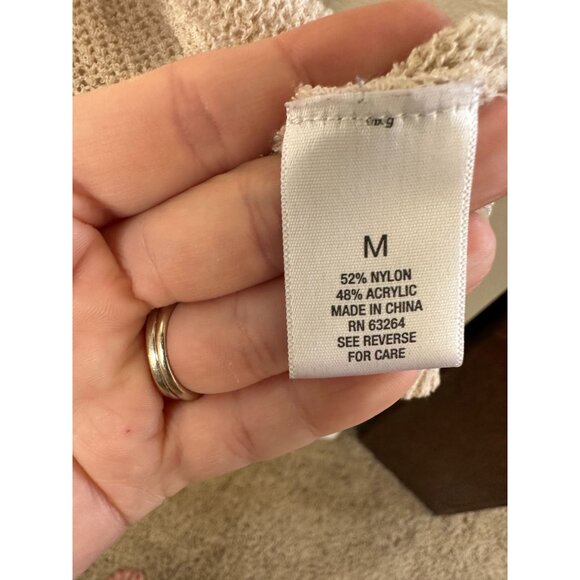 M
52% NYLON
48% ACRYLIC
MADE IN CHINA
RN 63264
SEE REVERSE
FOR CARE